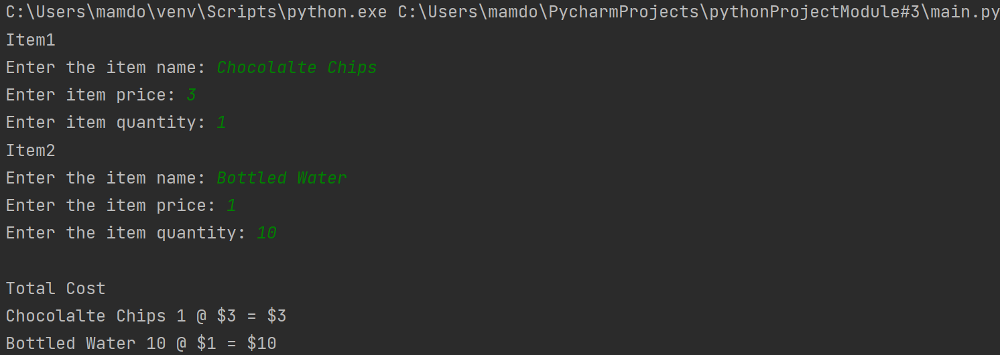 C:\Users\mamdo\venv\Scripts\python.exe C:\Users\mamdo\PycharmProjects\pythonProjectModule#3\main.py
Item1
Enter the item name: Chocolalte Chips
Enter item price: 3
Enter item quantity: 1
Item2
Enter the item name: Bottled Water
Enter the item price: 1
Enter the item quantity: 10
Total Cost
Chocolalte Chips 1 @ $3 = $3
Bottled Water 10 @ $1 = $10